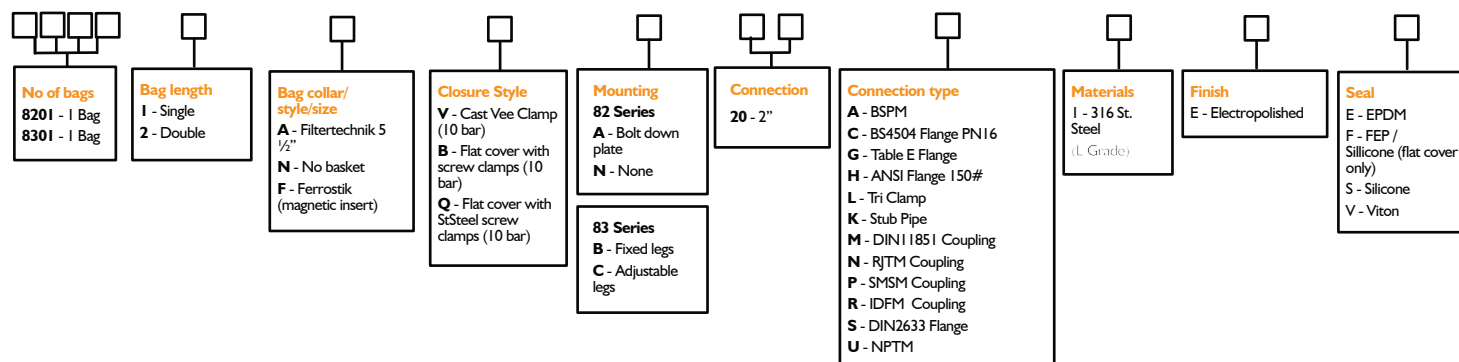 No of bags
8201 - 1 Bag
8301 - 1 Bag
Bag length
1 - Single
2 - Double
Bag collar/
style/size
A - Filtertechnik 5
½”
N - No basket
F - Ferrostik
(magnetic insert)
Closure Style
V - Cast Vee Clamp
(10 bar)
B - Flat cover with
screw clamps (10
bar)
Q - Flat cover with
StSteel screw
clamps (10 bar)
Mounting
82 Series
A - Bolt down
plate
N - None
83 Series
B - Fixed legs
C - Adjustable
legs
Connection
20 - 2”
Connection type
A - BSPM
C - BS4504 Flange PN16
G - Table E Flange
H - ANSI Flange 150#
L - Tri Clamp
K - Stub Pipe
M - DIN11851 Coupling
N - RJTM Coupling
P - SMSM Coupling
R - IDFM Coupling
S - DIN2633 Flange
U - NPTM
Materials
1 - 316 St.
Steel
(L Grade)
Finish
E - Electropolished
Seal
E - EPDM
F - FEP /
Sillicone (flat cover
only)
S - Silicone
V - Viton